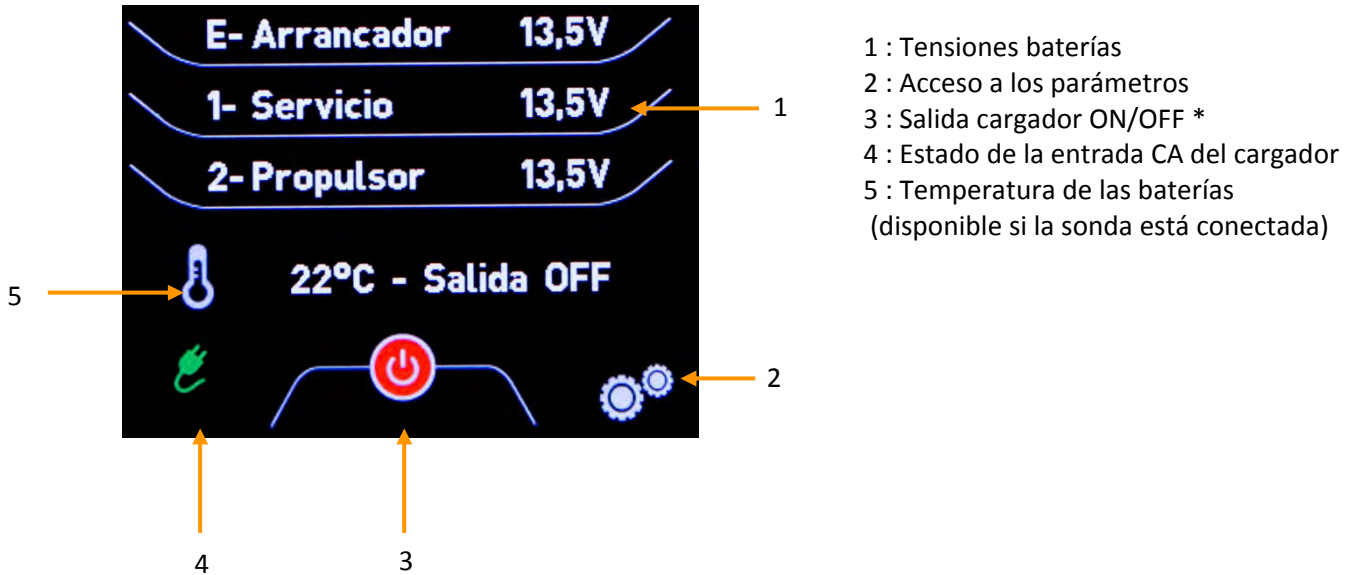 E- Arrancador 13,5V
1- Servicio 13,5V
2- Propulsor 13,5V
22°C - Salida OFF
1
2
3
4
5
1 : Tensiones baterías
2 : Acceso a los parámetros
3 : Salida cargador ON/OFF *
4 : Estado de la entrada CA del cargador
5 : Temperatura de las baterías
(disponible si la sonda está conectada)